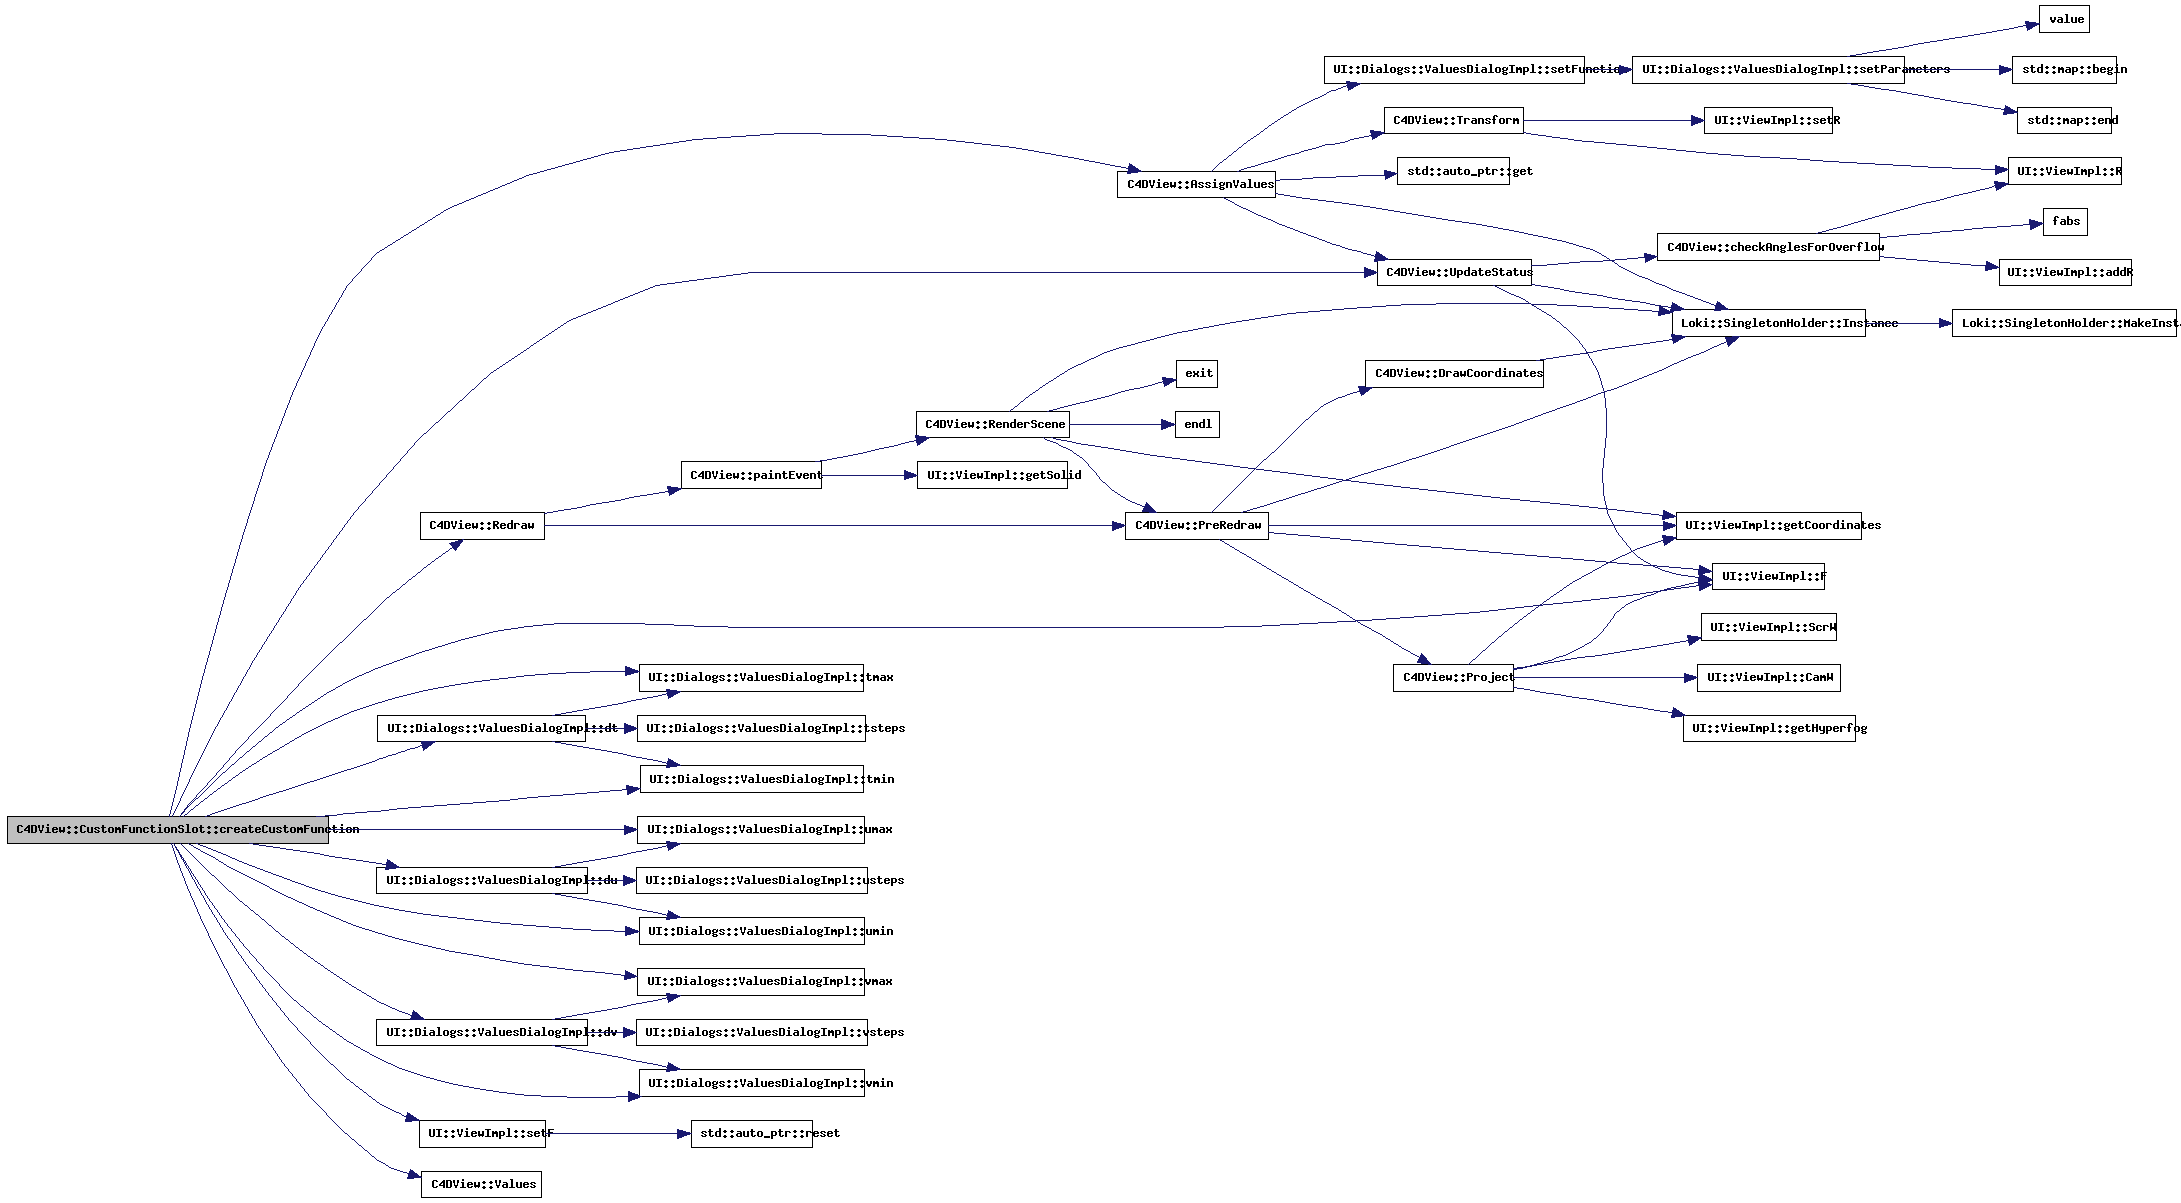 value
UI::Dialogs::ValuesDialogImpl::setFunction
UI::Dialogs::ValuesDialogImpl::setParameters
std::map::begin
C4DView::Transform
UI::ViewImpl::setR
std::map::end
std::auto_ptr::get
UI::ViewImpl::R
C4DView::AssignValues
fabs
C4DView::checkAnglesForOverflow
C4DView::UpdateStatus
UI::ViewImpl::addR
Loki::SingletonHolder::Instance
Loki::SingletonHolder::MakeInst
exit
C4DView::DrawCoordinates
C4DView::RenderScene
endl
C4DView::paintEvent
UI::ViewImpl::getSolid
C4DView::Redraw
C4DView::PreRedraw
UI::ViewImpl::getCoordinates
UI::ViewImpl::F
UI::ViewImpl::ScrW
UI::Dialogs::ValuesDialogImpl::tmax
C4DView::Project
UI::ViewImpl::CamW
UI::Dialogs::ValuesDialogImpl::dt
UI::Dialogs::ValuesDialogImpl::tsteps
UI::ViewImpl::getHyperfog
UI::Dialogs::ValuesDialogImpl::tmin
C4DView::CustomFunctionSlot::createCustomFunction
UI::Dialogs::ValuesDialogImpl::umax
UI::Dialogs::ValuesDialogImpl::du
UI::Dialogs::ValuesDialogImpl::usteps
UI::Dialogs::ValuesDialogImpl::umin
UI::Dialogs::ValuesDialogImpl::vmax
UI::Dialogs::ValuesDialogImpl::dv
UI::Dialogs::ValuesDialogImpl::vsteps
UI::Dialogs::ValuesDialogImpl::vmin
UI::ViewImpl::setF
std::auto_ptr::reset
C4DView::Values